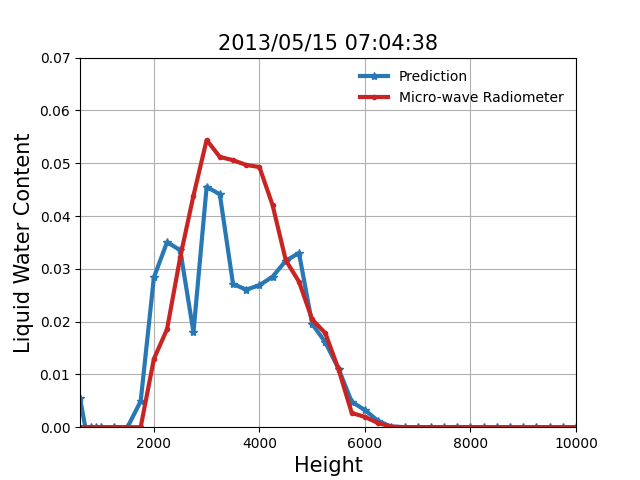 2013/05/15 07:04:38
0.07
0.06
0.05
0.04
0.03
0.02
0.01
0.00
Liquid Water Content
Prediction
Micro-wave Radiometer
2000 4000 6000 8000 10000
Height